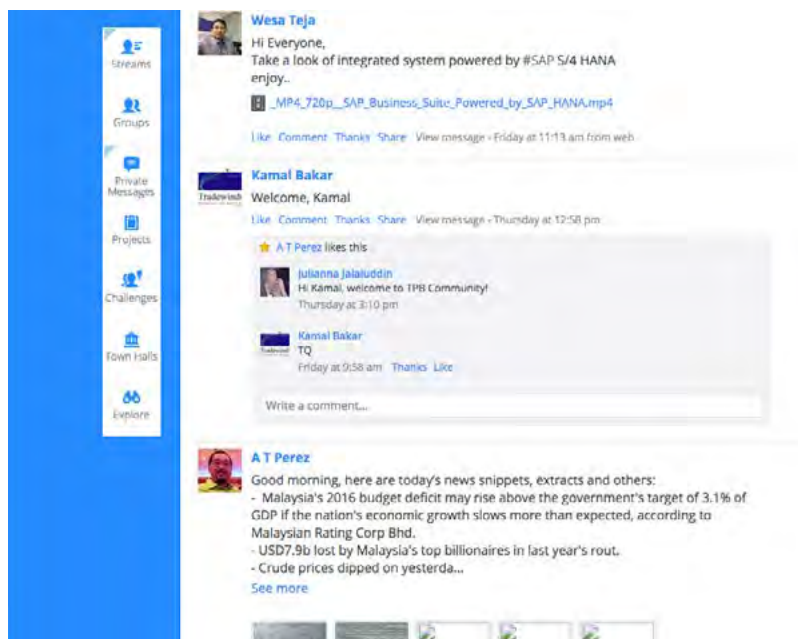 Streams
Groups
Private
Messages
Projects
Challenges
Town Halls
Explore
Wesa Teja
Hi Everyone,
Take a look of integrated system powered by #SAP S/4 HANA
enjoy..
_MP4_720p__SAP_Business_Suite_Powered_by_SAP_HANA.mp4
Like Comment Thanks Share View message - Friday at 11:13 am from web
Kamal Bakar
Tradewinds
Welcome, Kamal
Like Comment Thanks Share View message - Thursday at 12:58 pm
A T Perez likes this
Julianna Jalaluddin
Hi Kamal, welcome to TPB Community!
Thursday at 3:10 pm
Kamal Bakar
TQ
Friday at 9:58 am Thanks Like
Write a comment...
A T Perez
Good morning, here are today's news snippets, extracts and others:
- Malaysia's 2016 budget deficit may rise above the government's target of 3.1% of
GDP if the nation's economic growth slows more than expected, according to
Malaysian Rating Corp Bhd.
- USD7.9b lost by Malaysia's top billionaires in last year's rout.
- Crude prices dipped on yesterda...
See more